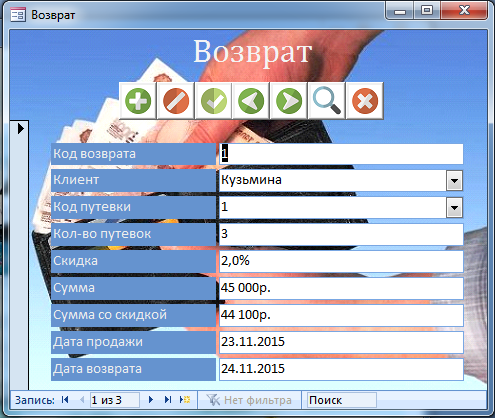 Возврат
Возврат
Код возврата 1
Клиент Кузьмина
Код путевки 1
Кол-во путевок 3
Скидка 2,0%
Сумма 45 000р.
Сумма со скидкой 44 100р.
Дата продажи 23.11.2015
Дата возврата 24.11.2015
Запись: 1 из 3 Нет фильтра Поиск